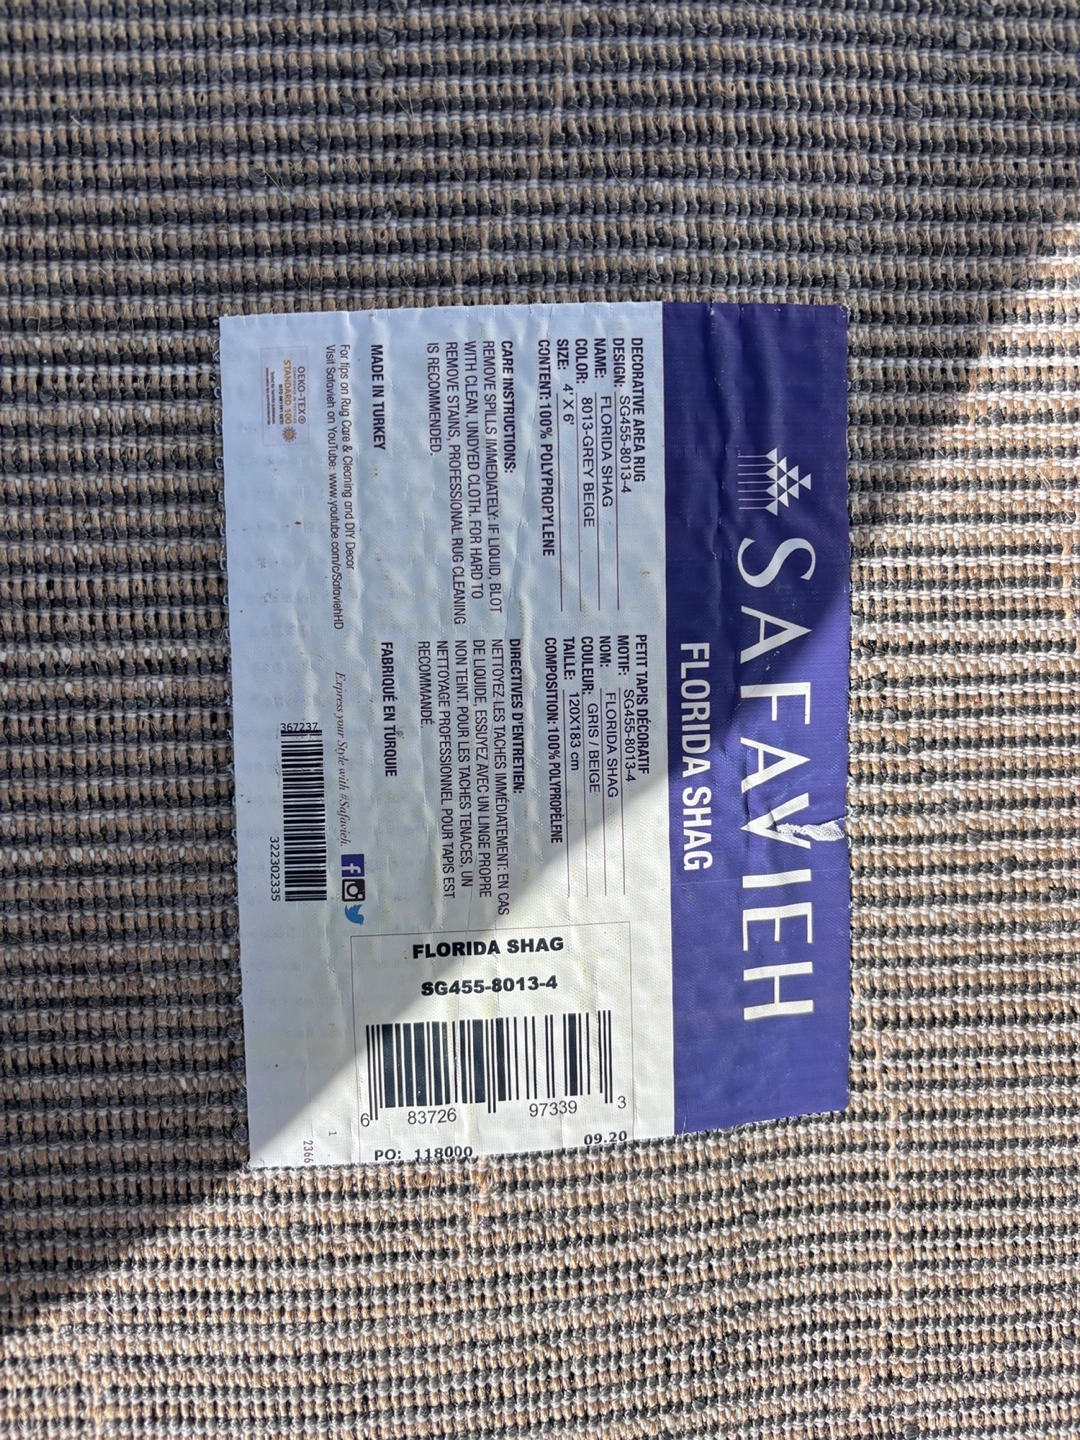 SAFAVIEH
FLORIDA SHAG
DECORATIVE AREA RUG
DESIGN: SG455-8013-4
NAME: FLORIDA SHAG
COLOR: 8013-GREY BEIGE
SIZE: 4' X 6'
CONTENT: 100% POLYPROPYLENE
CARE INSTRUCTIONS:
REMOVE SPILLS IMMEDIATELY: IF LIQUID, BLOT
WITH CLEAN, UNDYED CLOTH. FOR HARD TO
REMOVE STAINS, PROFESSIONAL RUG CLEANING
IS RECOMMENDED.
MADE IN TURKEY
For tips on Rug Care & Cleaning and DIY Decor
Visit Safavieh on YouTube: www.youtube.com/c/SafaviehHD
OEKO-TEX®
STANDARD 100
PETIT TAPIS DÉCORATIF
MOTIF: SG455-8013-4
NOM: FLORIDA SHAG
COULEUR: GRIS / BEIGE
TAILLE: 120X183 cm
COMPOSITION: 100% POLYPROPÈLENE
DIRECTIVES D'ENTRETIEN:
NETTOYEZ LES TACHES IMMÉDIATEMENT: EN CAS
DE LIQUIDE, ESSUYEZ AVEC UN LINGE PROPRE
NON TEINT. POUR LES TACHES TENACES, UN
NETTOYAGE PROFESSIONNEL POUR TAPIS EST
RECOMMANDÉ.
FABRIQUÉ EN TURQUIE
Express your Style with #Safavieh.
367237
322302335
FLORIDA SHAG
SG455-8013-4
6 83726 97339 3
09.20
PO: 118000
1
2366